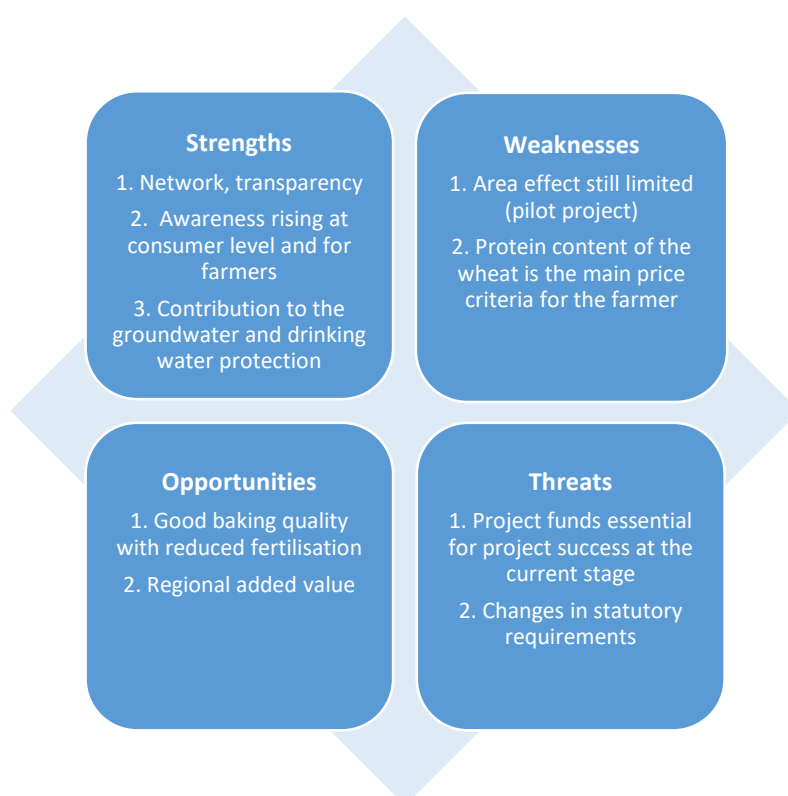 Strengths
1. Network, transparency
2. Awareness rising at
consumer level and for
farmers
3. Contribution to the
groundwater and drinking
water protection
Weaknesses
1. Area effect still limited
(pilot project)
2. Protein content of the
wheat is the main price
criteria for the farmer
Opportunities
1. Good baking quality
with reduced fertilisation
2. Regional added value
Threats
1. Project funds essential
for project success at the
current stage
2. Changes in statutory
requirements